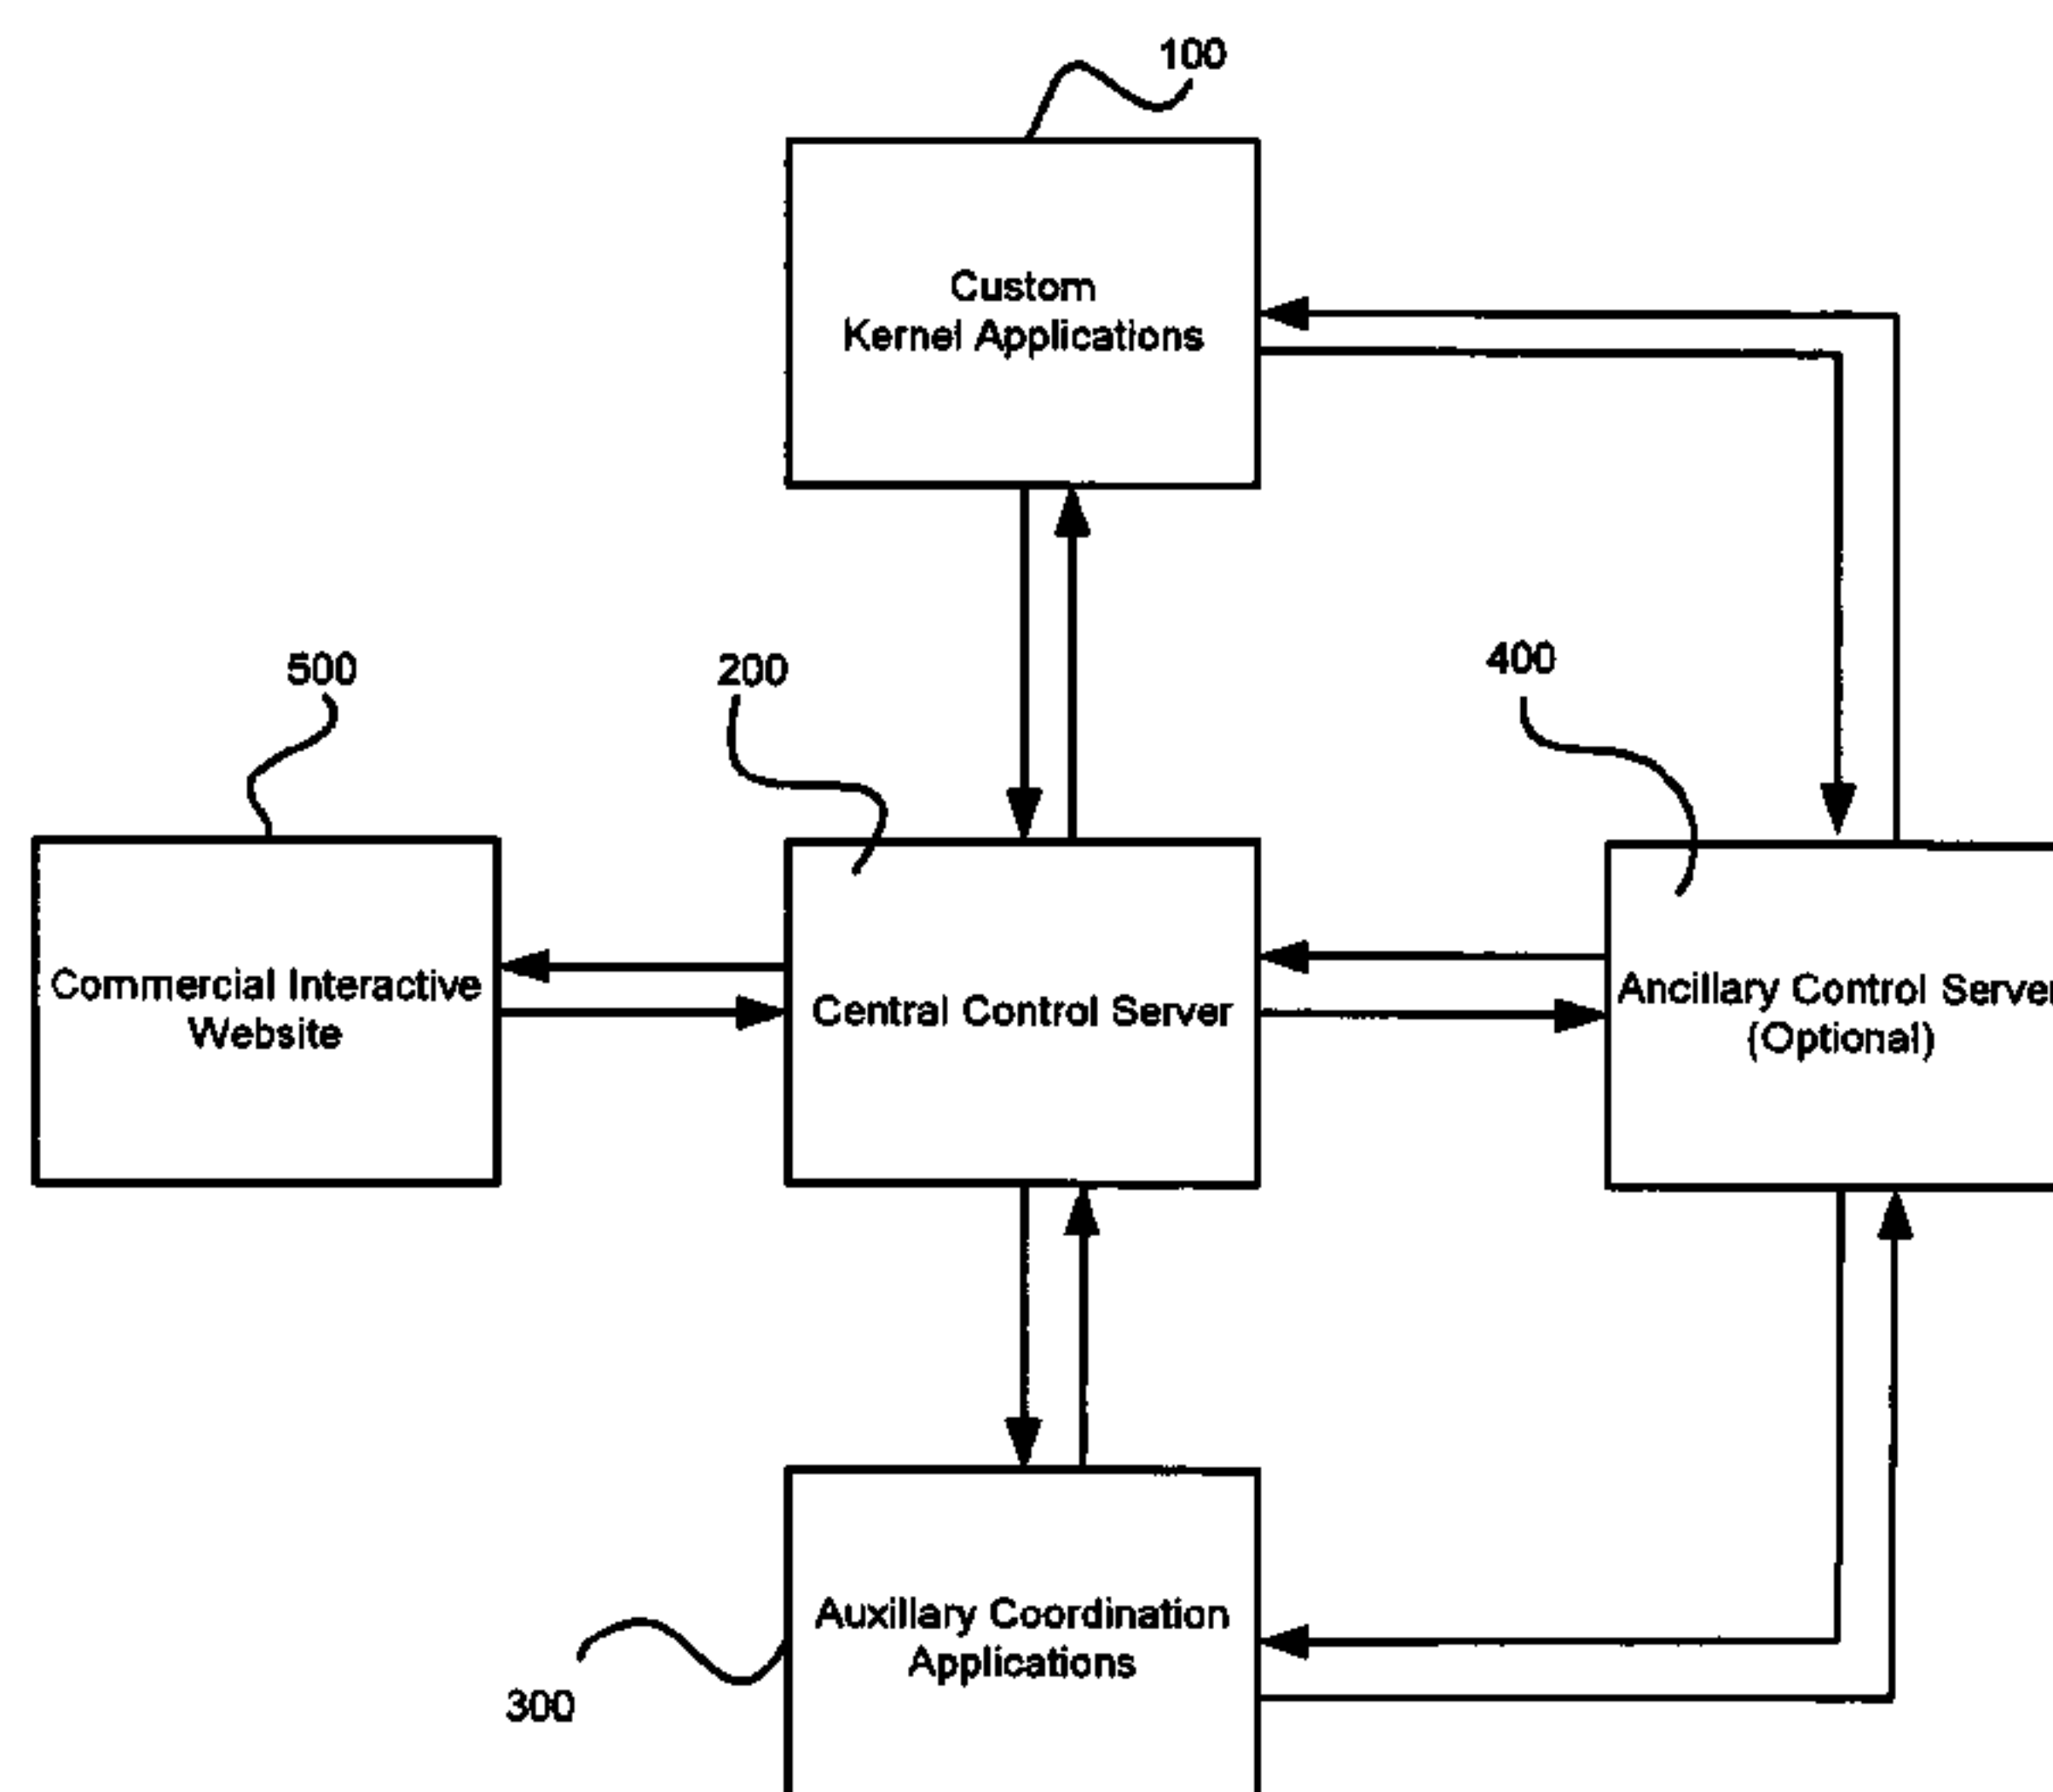 100
Custom
Kernel Applications
500
200
400
Commercial Interactive
Website
Central Control Server
Ancillary Control Server
(Optional)
Auxillary Coordination
Applications
300